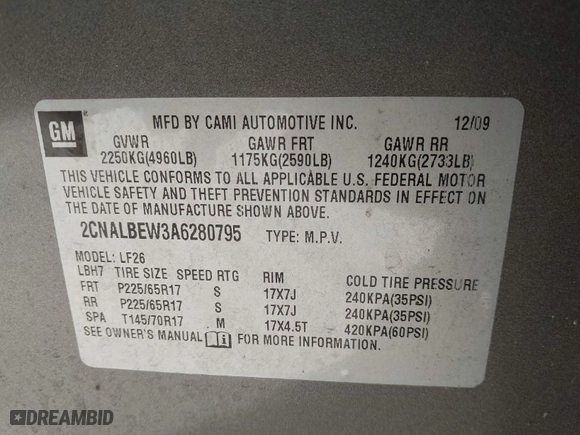 GM
MFD BY CAMI AUTOMOTIVE INC. 12/09
GVWR GAWR FRT GAWR RR
2250KG(4960LB) 1175KG(2590LB) 1240KG(2733LB)
THIS VEHICLE CONFORMS TO ALL APPLICABLE U.S. FEDERAL MOTOR
VEHICLE SAFETY AND THEFT PREVENTION STANDARDS IN EFFECT ON
THE DATE OF MANUFACTURE SHOWN ABOVE.
2CNALBEW3A6280795 TYPE: M.P.V.
MODEL: LF26
LBH7 TIRE SIZE SPEED RTG RIM COLD TIRE PRESSURE
FRT P225/65R17 S 17X7J 240KPA(35PSI)
RR P225/65R17 S 17X7J 240KPA(35PSI)
SPA T145/70R17 M 17X4.5T 420KPA(60PSI)
SEE OWNER'S MANUAL FOR MORE INFORMATION.
DREAMBID